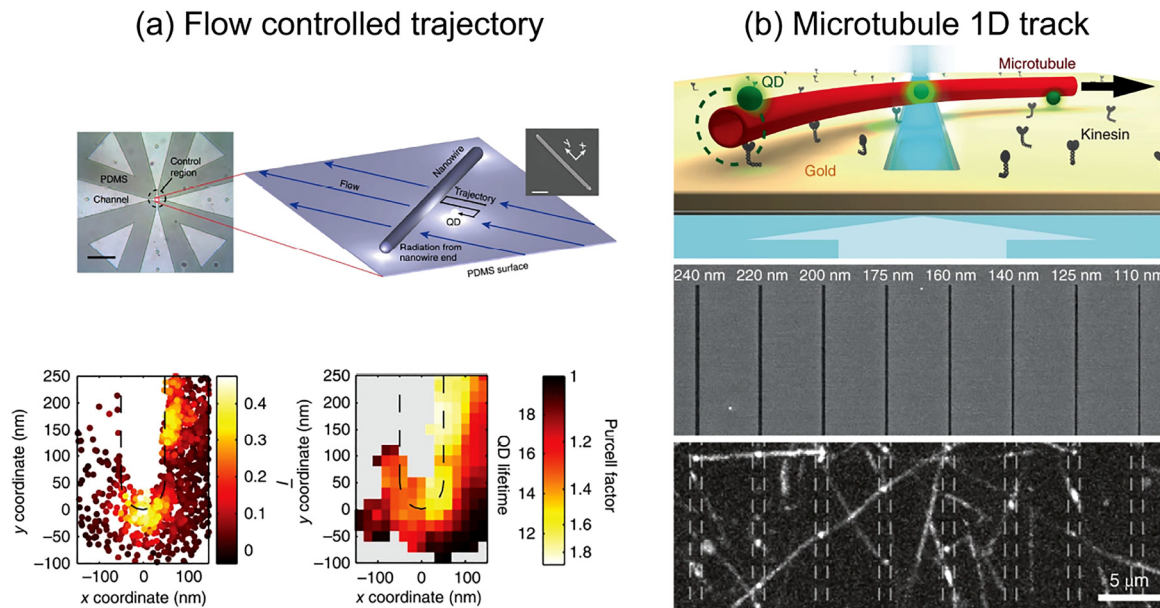 (a) Flow controlled trajectory
(b) Microtubule 1D track
PDMS
Control
region
Channel
Flow
Nanowire
Trajectory
QD
Radiation from
nanowire end
PDMS surface
y
x
QD
Microtubule
Kinesin
Gold
240 nm 220 nm 200 nm 175 nm 160 nm 140 nm 125 nm 110 nm
5 μm
y coordinate (nm)
250
200
150
100
50
0
−50
−100
−100 0 100
x coordinate (nm)
0.4
0.3
0.2
0.1
0
I
y coordinate (nm)
250
200
150
100
50
0
−50
−100
−100 0 100
x coordinate (nm)
18
16
14
12
QD lifetime
1
1.2
1.4
1.6
1.8
Purcell factor